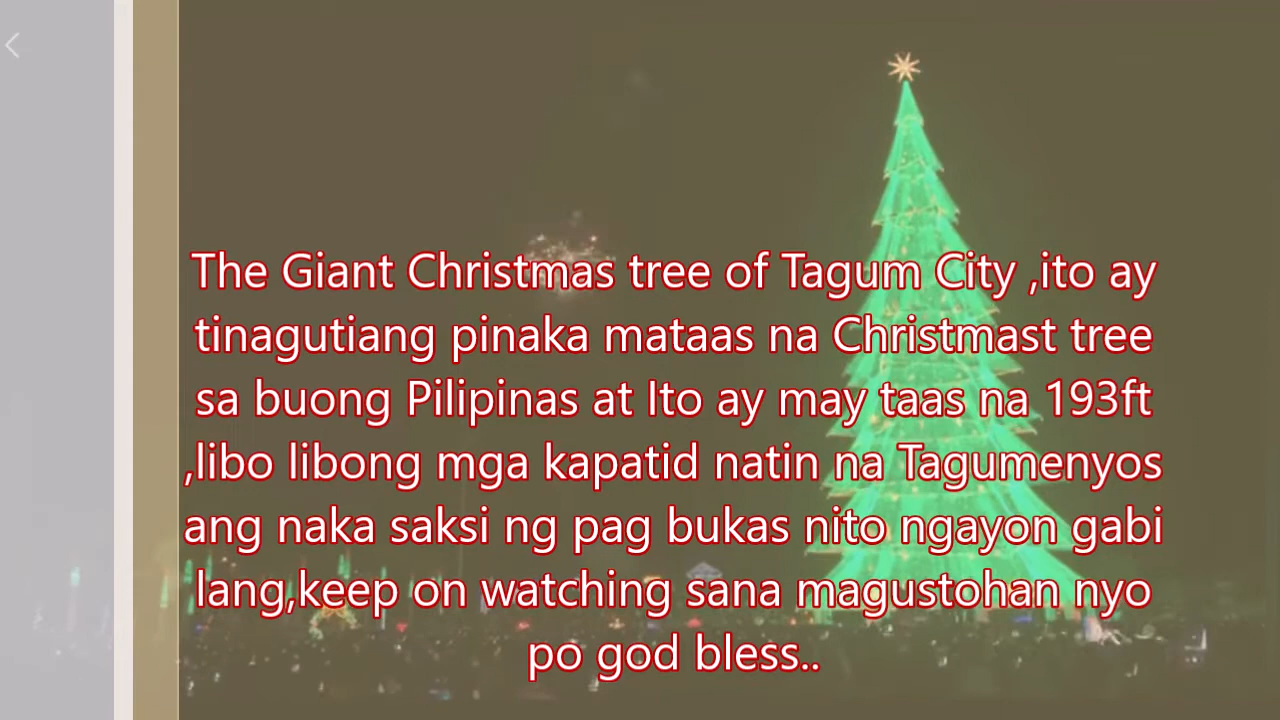 The Giant Christmas tree of Tagum City ,ito ay
tinagutiang pinaka mataas na Christmast tree
sa buong Pilipinas at Ito ay may taas na 193ft
,libo libong mga kapatid natin na Tagumenyos
ang naka saksi ng pag bukas nito ngayon gabi
lang,keep on watching sana magustohan nyo
po god bless..